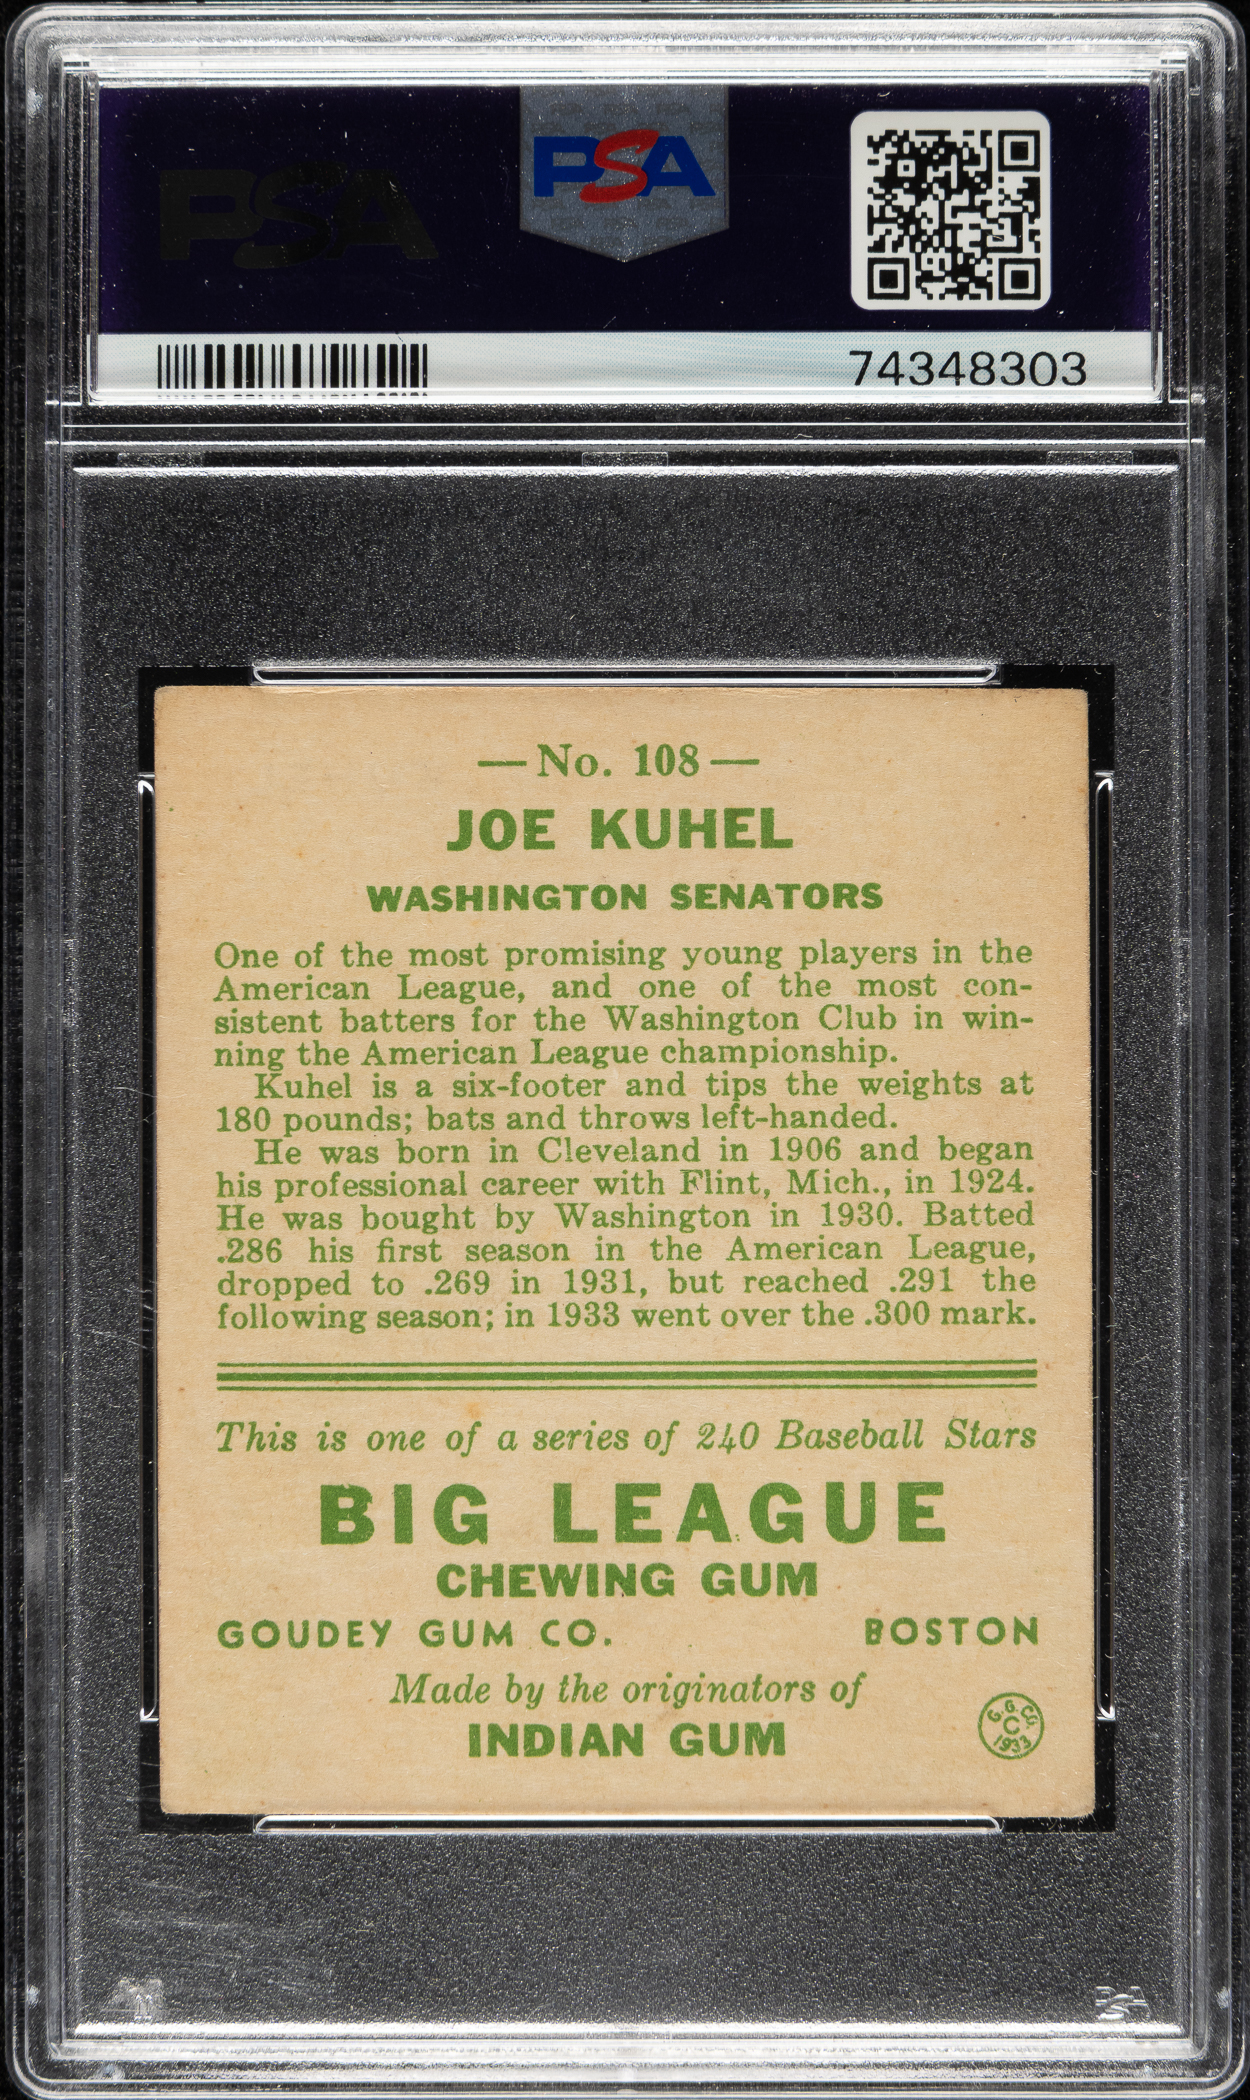 PSA
PSA
74348303
— No. 108 —
JOE KUHEL
WASHINGTON SENATORS
One of the most promising young players in the
American League, and one of the most con-
sistent batters for the Washington Club in win-
ning the American League championship.
Kuhel is a six-footer and tips the weights at
180 pounds; bats and throws left-handed.
He was born in Cleveland in 1906 and began
his professional career with Flint, Mich., in 1924.
He was bought by Washington in 1930. Batted
.286 his first season in the American League,
dropped to .269 in 1931, but reached .291 the
following season; in 1933 went over the .300 mark.
This is one of a series of 240 Baseball Stars
BIG LEAGUE
CHEWING GUM
GOUDEY GUM CO. BOSTON
Made by the originators of
INDIAN GUM
G. G. CO.
C
1933
PSA